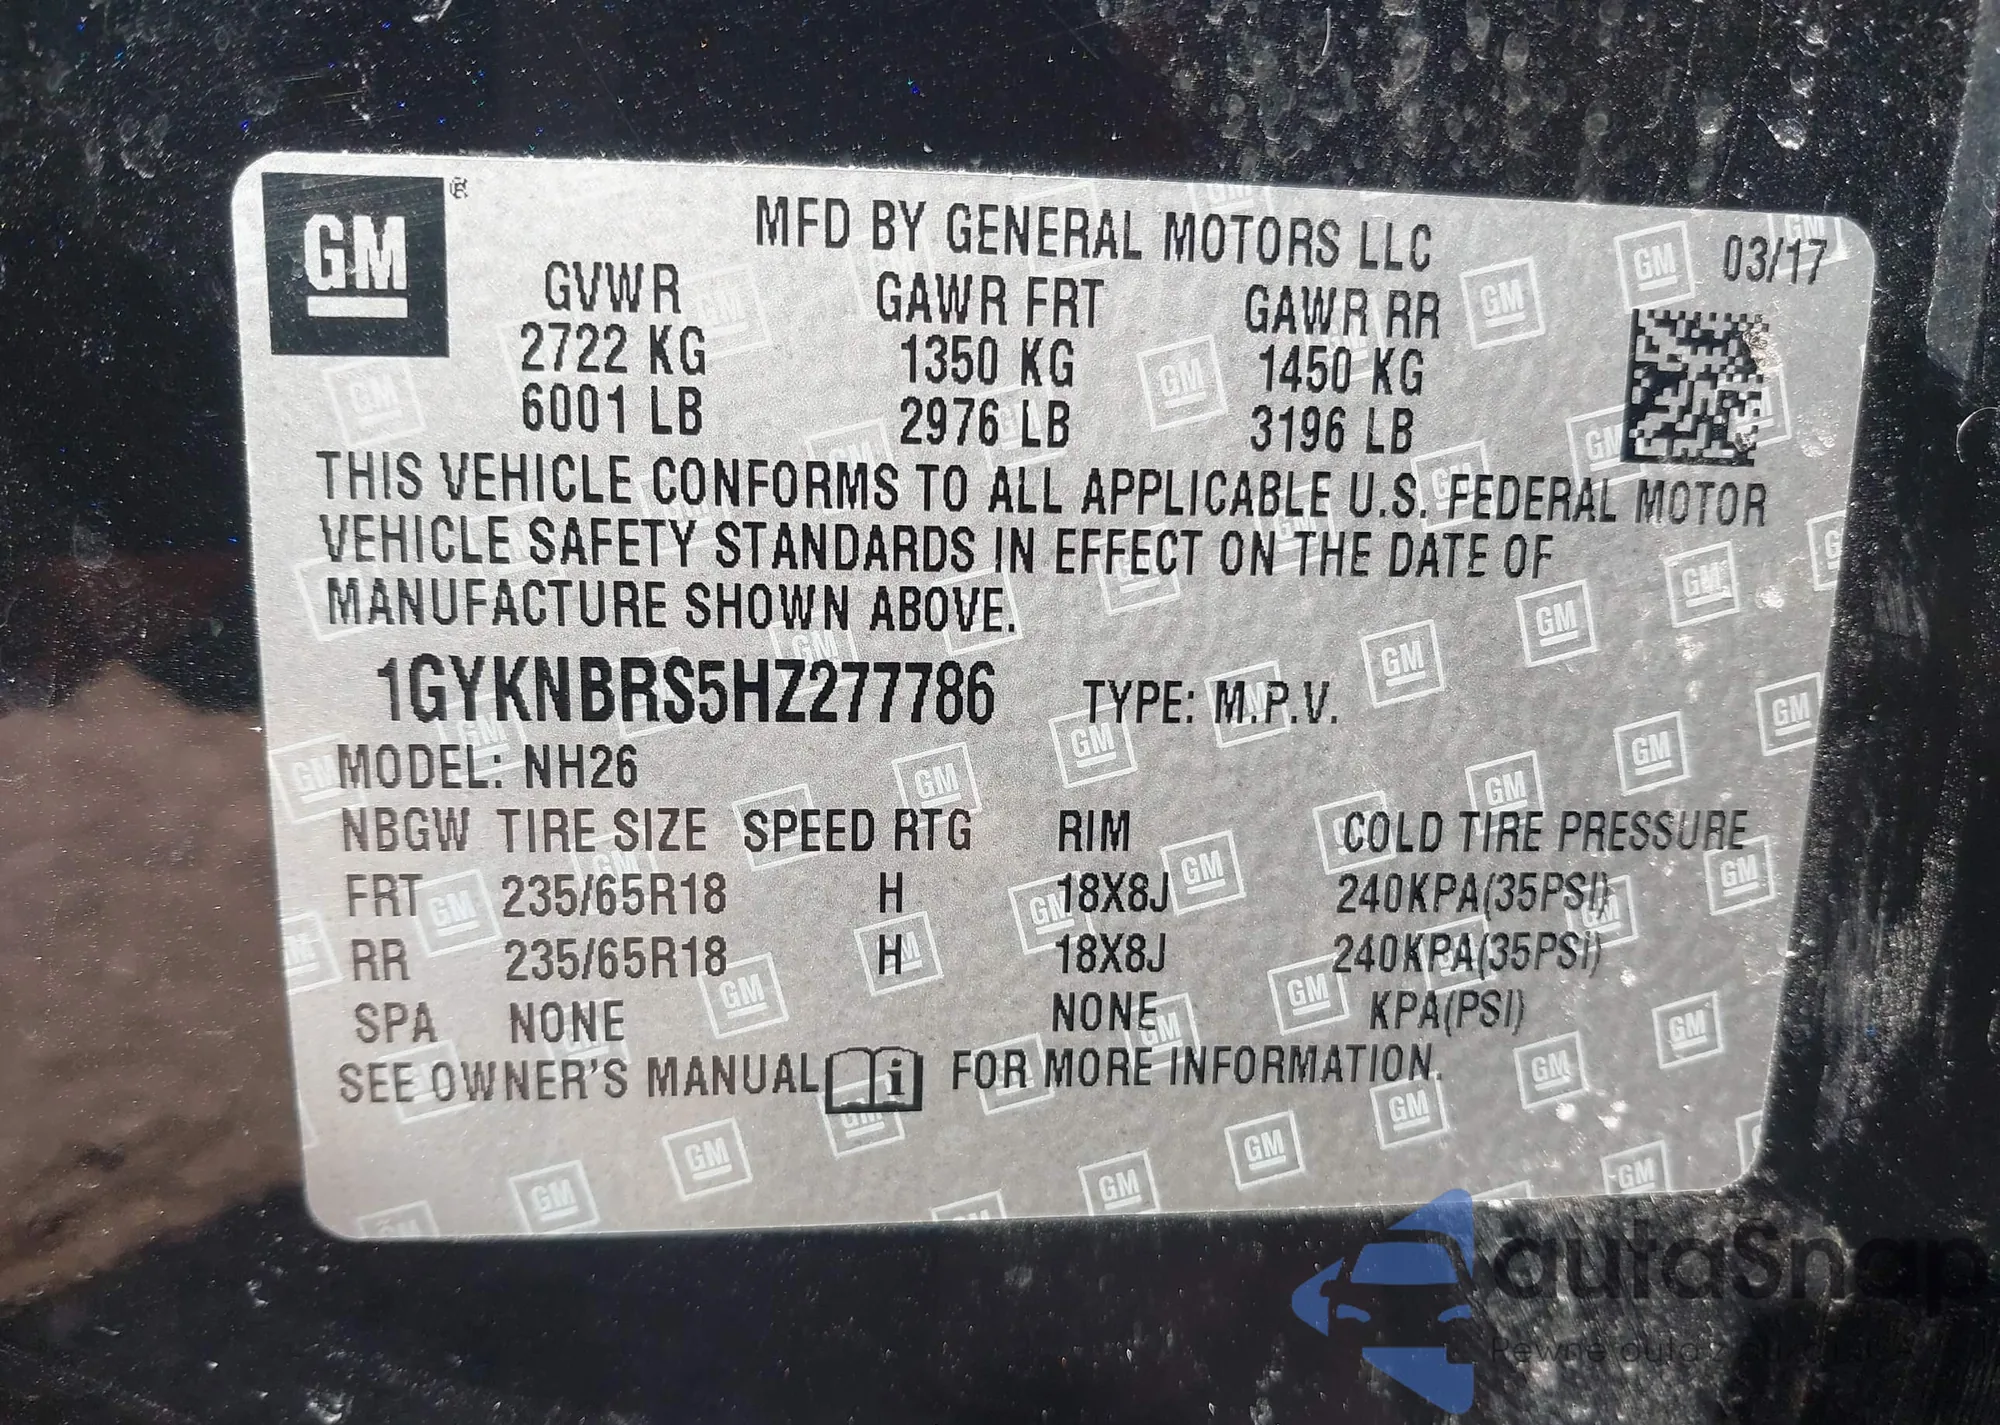 GM ®
MFD BY GENERAL MOTORS LLC 03/17
GVWR GAWR FRT GAWR RR
2722 KG 1350 KG 1450 KG
6001 LB 2976 LB 3196 LB
THIS VEHICLE CONFORMS TO ALL APPLICABLE U.S. FEDERAL MOTOR
VEHICLE SAFETY STANDARDS IN EFFECT ON THE DATE OF
MANUFACTURE SHOWN ABOVE.
1GYKNBRS5HZ277786 TYPE: M.P.V.
MODEL: NH26
NBGW TIRE SIZE SPEED RTG RIM COLD TIRE PRESSURE
FRT 235/65R18 H 18X8J 240KPA(35PSI)
RR 235/65R18 H 18X8J 240KPA(35PSI)
SPA NONE NONE KPA(PSI)
SEE OWNER'S MANUAL i FOR MORE INFORMATION.
autaSnap
Pewne auta z